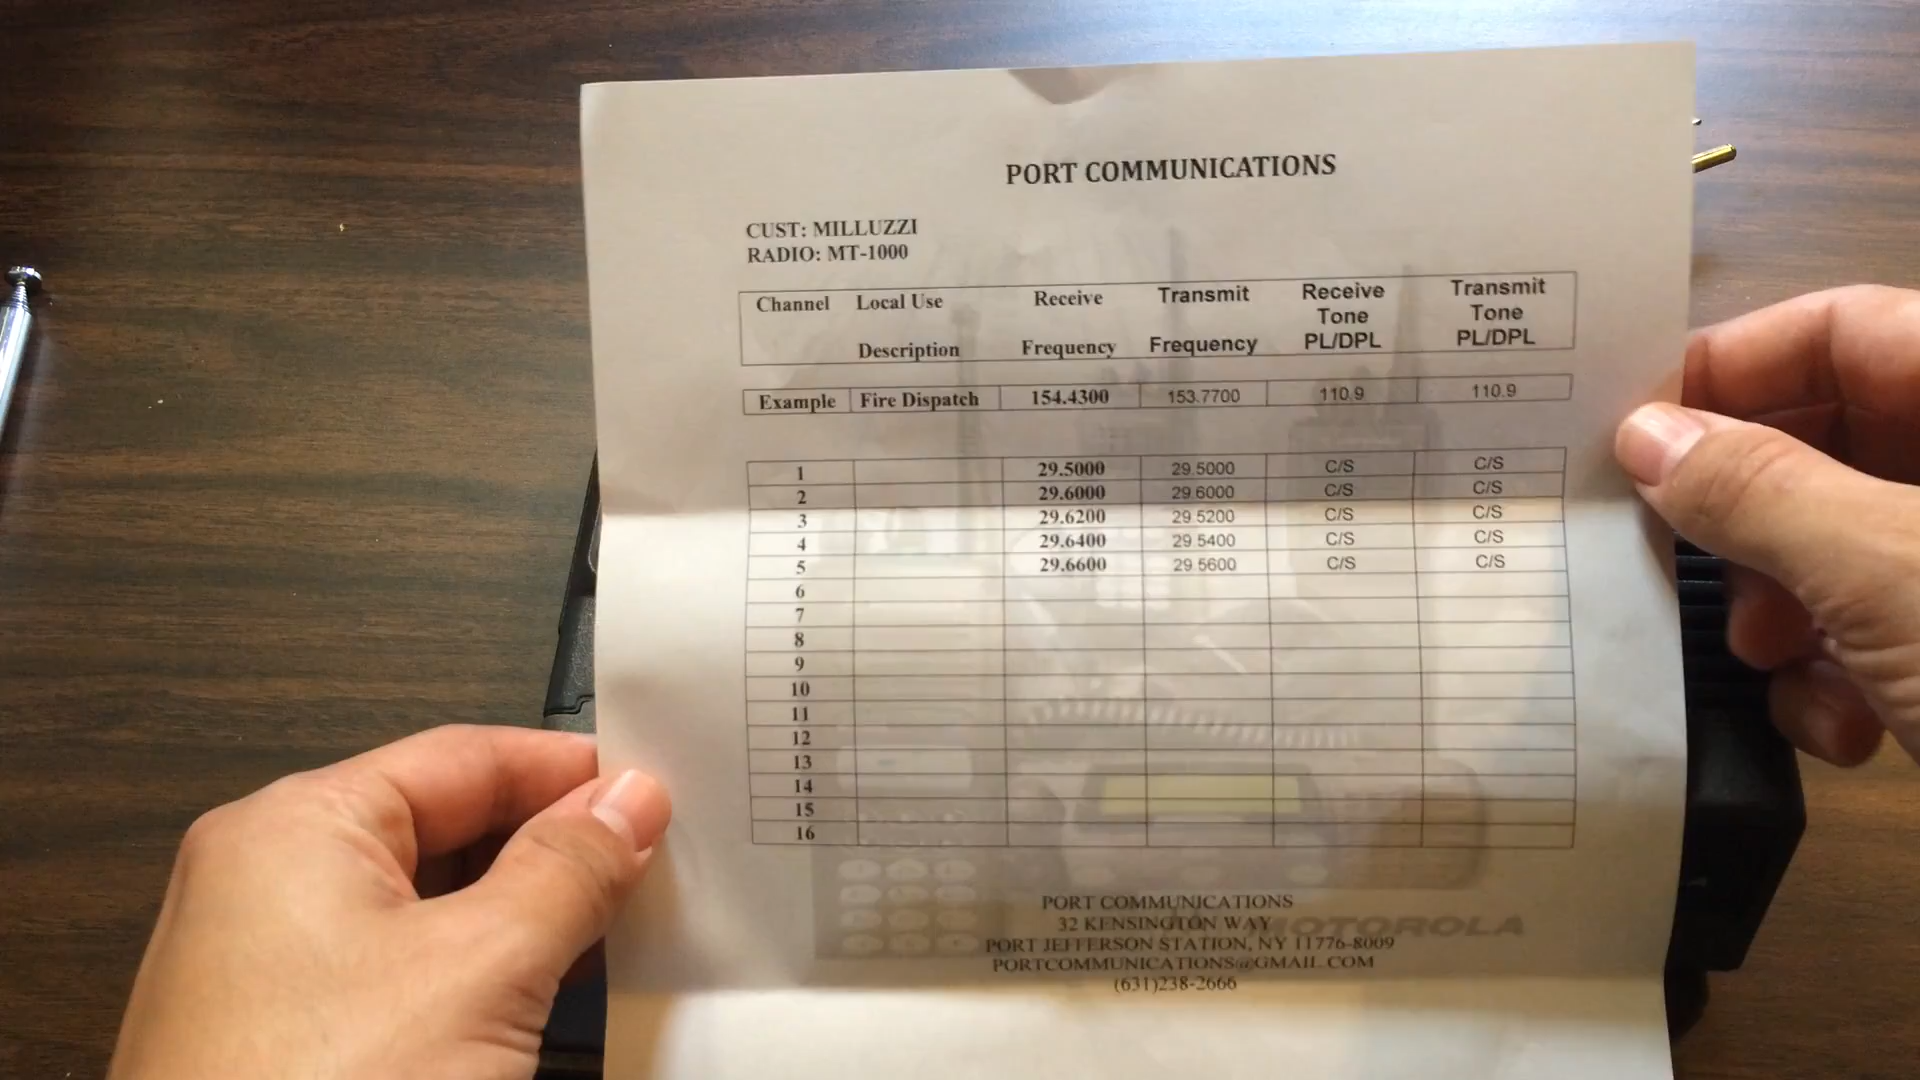 PORT COMMUNICATIONS
CUST: MILLUZZI
RADIO: MT-1000
Channel Local Use Description Receive Frequency Transmit Frequency Receive Tone PL/DPL Transmit Tone PL/DPL
Example Fire Dispatch 154.4300 153.7700 110.9 110.9
1 29.5000 29.5000 C/S C/S
2 29.6000 29.6000 C/S C/S
3 29.6200 29.5200 C/S C/S
4 29.6400 29.5400 C/S C/S
5 29.6600 29.5600 C/S C/S
6
7
8
9
10
11
12
13
14
15
16
PORT COMMUNICATIONS
32 KENSINGTON WAY
MOTOROLA
PORT JEFFERSON STATION, NY 11776-8009
PORTCOMMUNICATIONS@GMAIL.COM
(631)238-2666